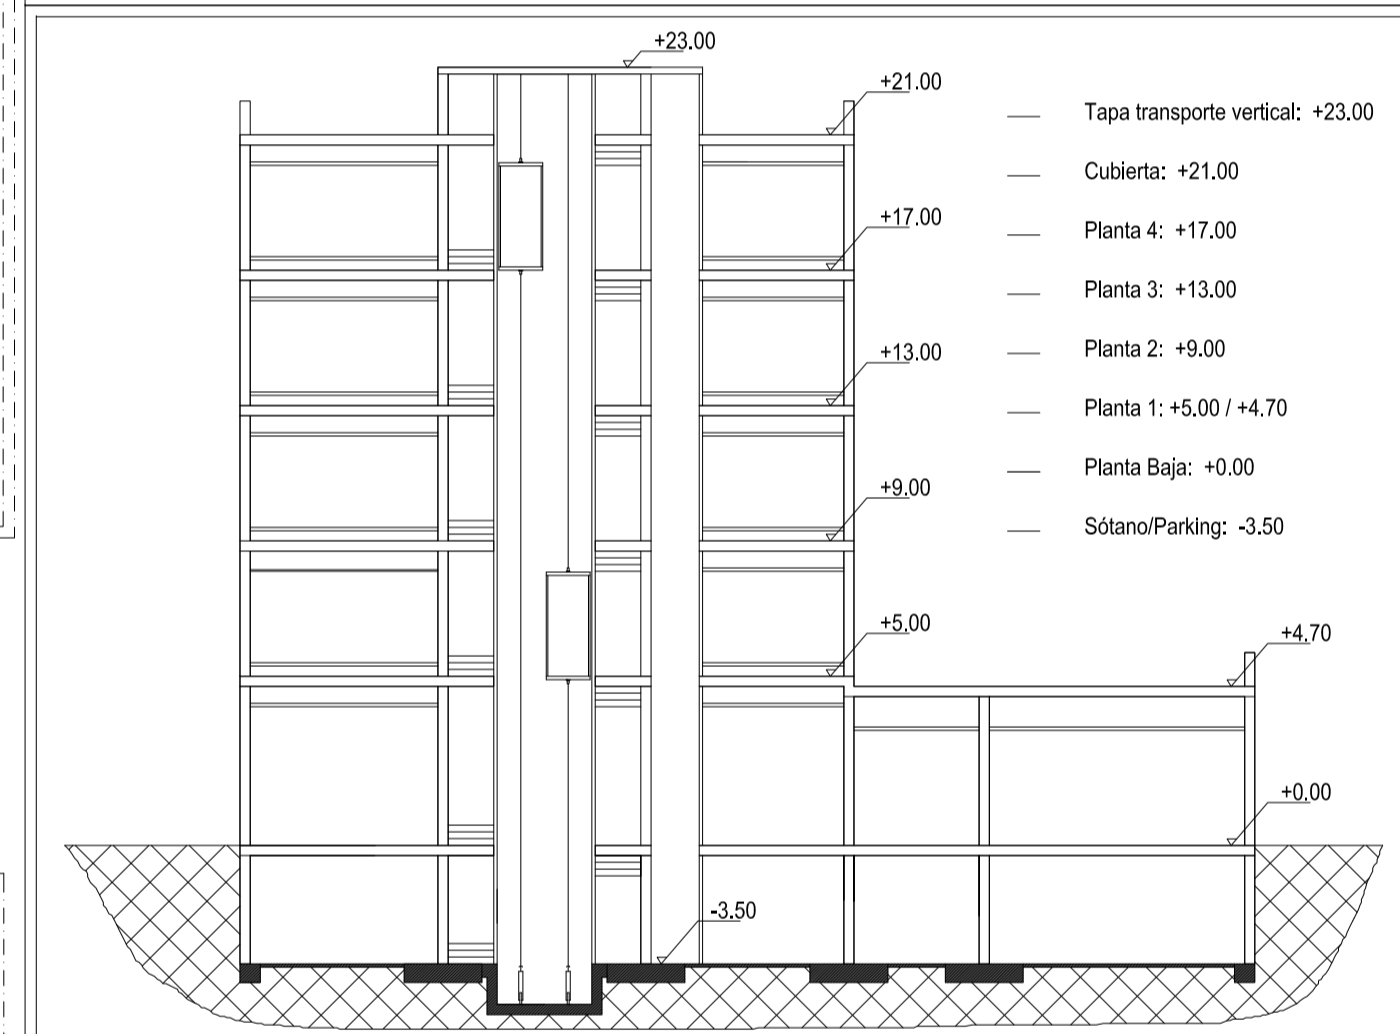 +23.00
+21.00
+17.00
+13.00
+9.00
+5.00
+4.70
+0.00
-3.50
Tapa transporte vertical: +23.00
Cubierta: +21.00
Planta 4: +17.00
Planta 3: +13.00
Planta 2: +9.00
Planta 1: +5.00 / +4.70
Planta Baja: +0.00
Sótano/Parking: -3.50